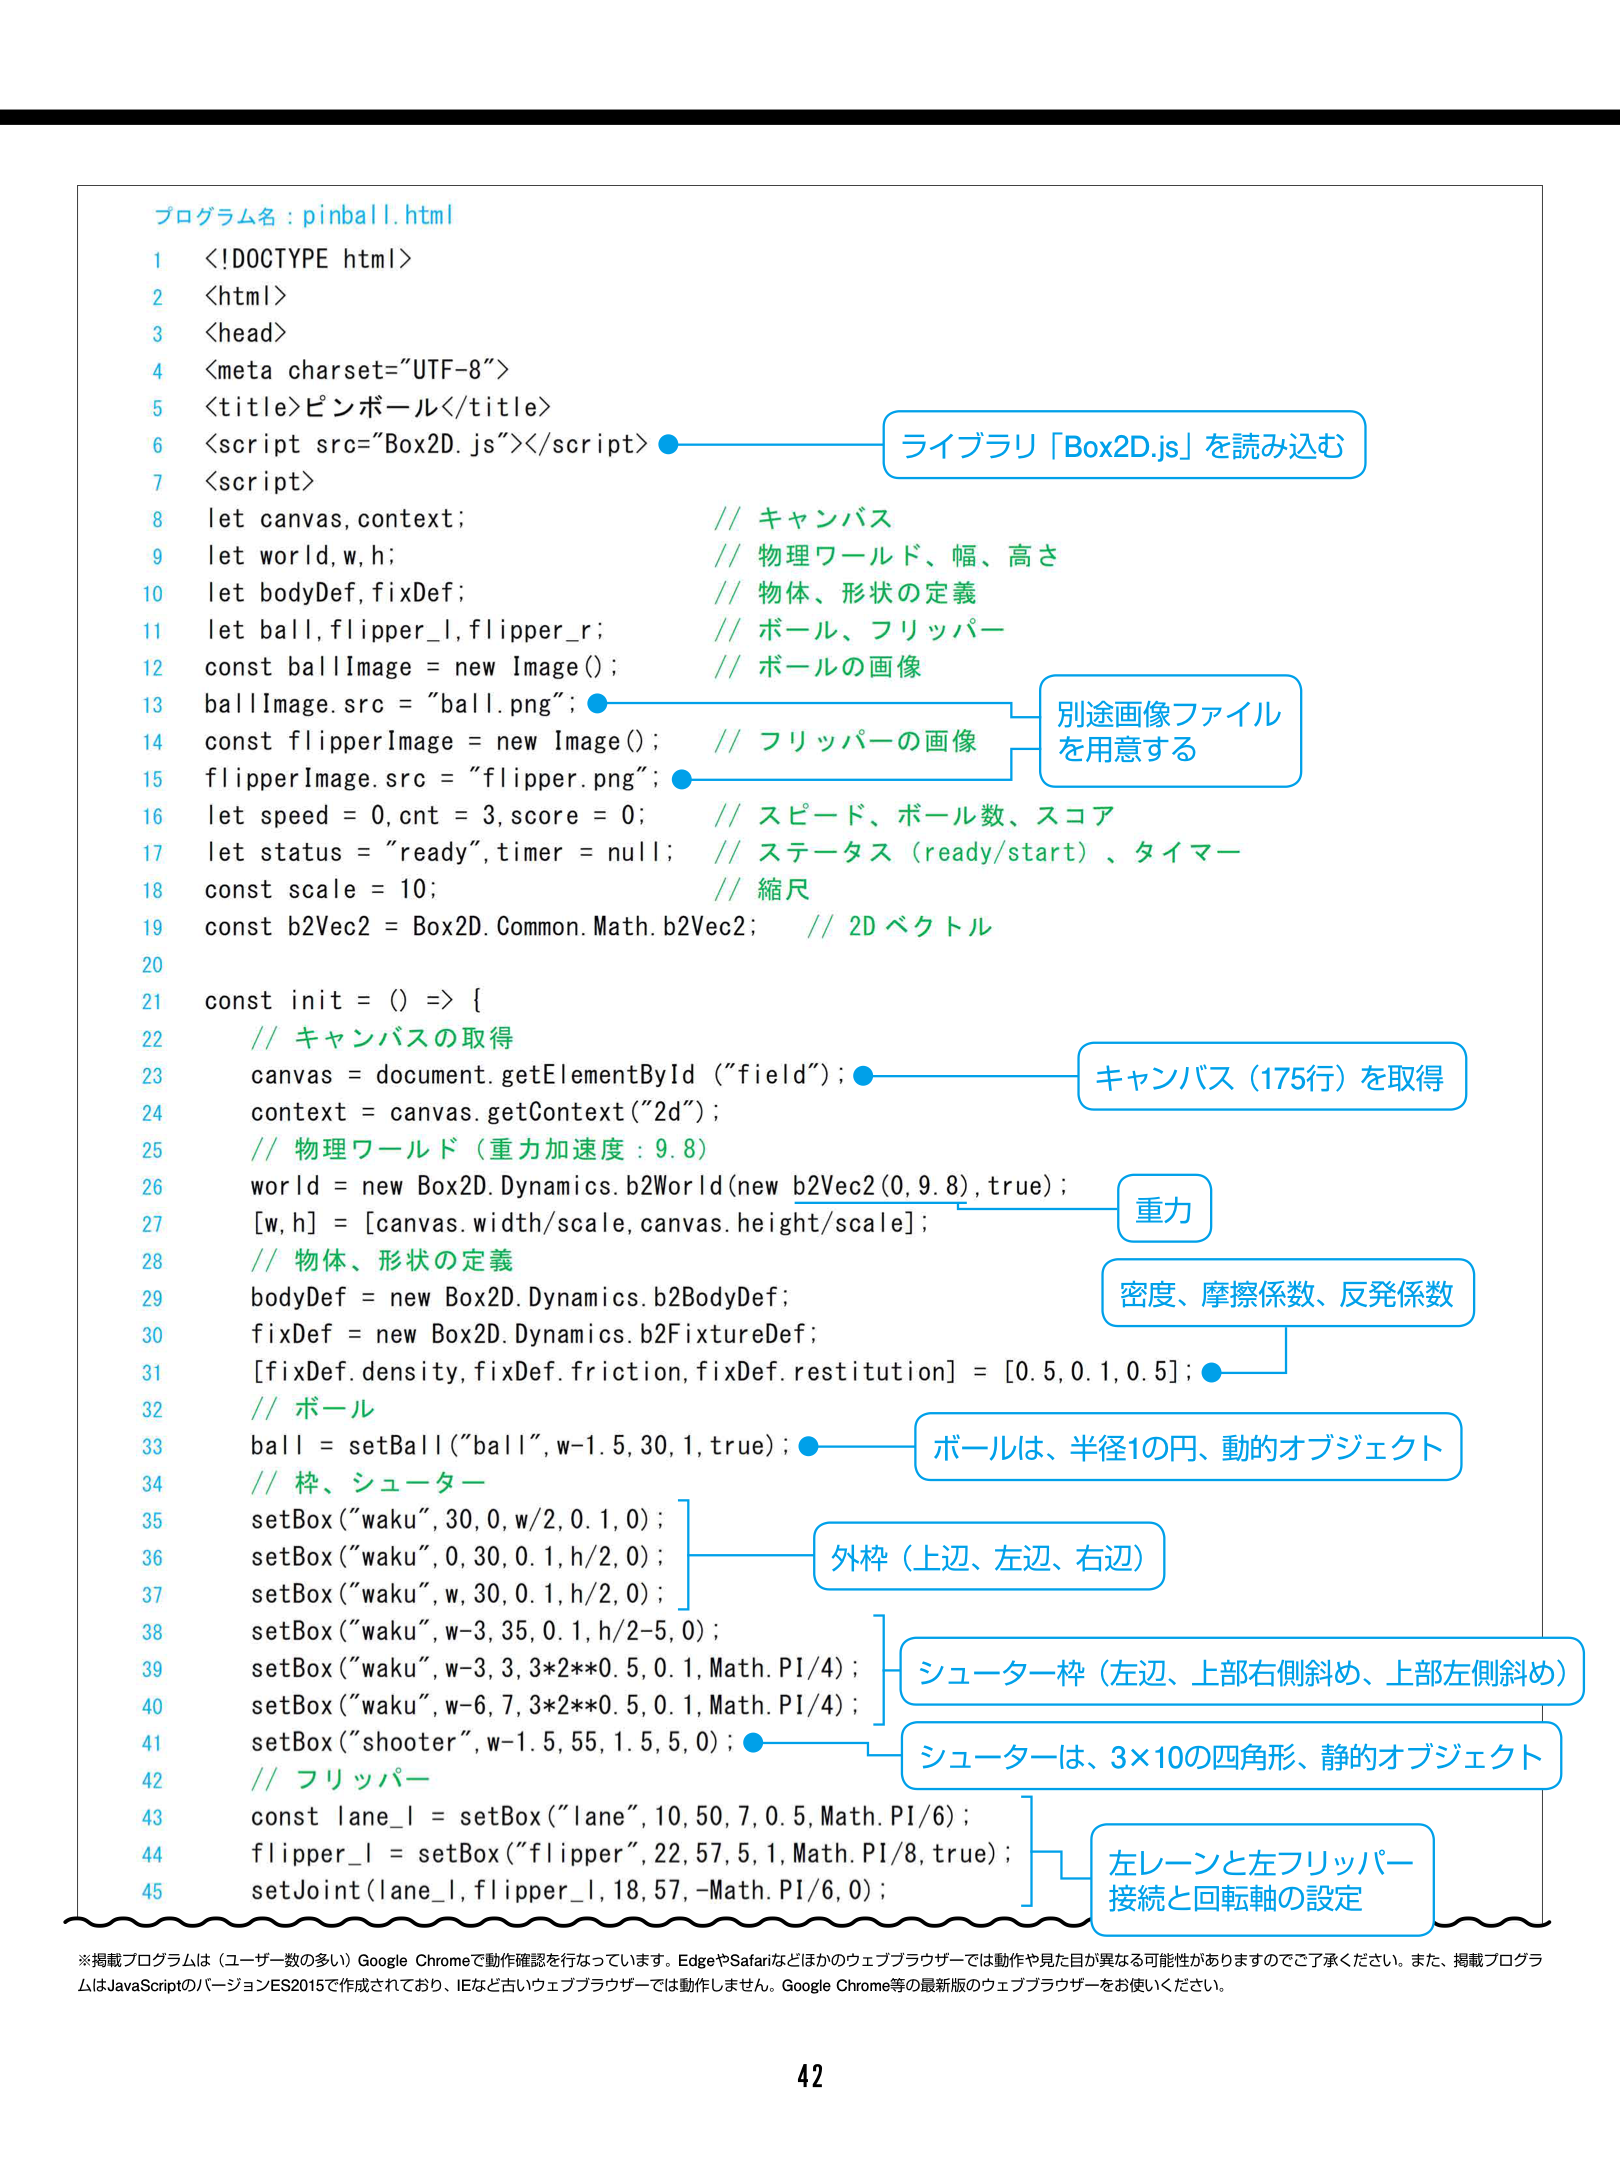 プログラム名：pinball.html
1 <!DOCTYPE html>
2 <html>
3 <head>
4 <meta charset="UTF-8">
5 <title>ピンボール</title>
6 <script src="Box2D.js"></script>
ライブラリ「Box2D.js」を読み込む
7 <script>
8 let canvas,context; // キャンバス
9 let world,w,h; // 物理ワールド、幅、高さ
10 let bodyDef,fixDef; // 物体、形状の定義
11 let ball,flipper_l,flipper_r; // ボール、フリッパー
12 const ballImage = new Image(); // ボールの画像
13 ballImage.src = "ball.png";
別途画像ファイル
を用意する
14 const flipperImage = new Image(); // フリッパーの画像
15 flipperImage.src = "flipper.png";
16 let speed = 0,cnt = 3,score = 0; // スピード、ボール数、スコア
17 let status = "ready",timer = null; // ステータス（ready/start）、タイマー
18 const scale = 10; // 縮尺
19 const b2Vec2 = Box2D.Common.Math.b2Vec2; // 2Dベクトル
20
21 const init = () => {
22 // キャンバスの取得
23 canvas = document.getElementById ("field");
キャンバス（175行）を取得
24 context = canvas.getContext("2d");
25 // 物理ワールド（重力加速度：9.8）
26 world = new Box2D.Dynamics.b2World(new b2Vec2(0,9.8),true);
重力
27 [w,h] = [canvas.width/scale,canvas.height/scale];
28 // 物体、形状の定義
29 bodyDef = new Box2D.Dynamics.b2BodyDef;
密度、摩擦係数、反発係数
30 fixDef = new Box2D.Dynamics.b2FixtureDef;
31 [fixDef.density,fixDef.friction,fixDef.restitution] = [0.5,0.1,0.5];
32 // ボール
33 ball = setBall("ball",w-1.5,30,1,true);
ボールは、半径1の円、動的オブジェクト
34 // 枠、シューター
35 setBox("waku",30,0,w/2,0.1,0);
36 setBox("waku",0,30,0.1,h/2,0);
外枠（上辺、左辺、右辺）
37 setBox("waku",w,30,0.1,h/2,0);
38 setBox("waku",w-3,35,0.1,h/2-5,0);
39 setBox("waku",w-3,3,3*2**0.5,0.1,Math.PI/4);
シューター枠（左辺、上部右側斜め、上部左側斜め）
40 setBox("waku",w-6,7,3*2**0.5,0.1,Math.PI/4);
41 setBox("shooter",w-1.5,55,1.5,5,0);
シューターは、3×10の四角形、静的オブジェクト
42 // フリッパー
43 const lane_l = setBox("lane",10,50,7,0.5,Math.PI/6);
44 flipper_l = setBox("flipper",22,57,5,1,Math.PI/8,true);
左レーンと左フリッパー
接続と回転軸の設定
45 setJoint(lane_l,flipper_l,18,57,-Math.PI/6,0);
※掲載プログラムは（ユーザー数の多い）Google Chromeで動作確認を行なっています。EdgeやSafariなどほかのウェブブラウザーでは動作や見た目が異なる可能性がありますのでご了承ください。また、掲載プログラ
ムはJavaScriptのバージョンES2015で作成されており、IEなど古いウェブブラウザーでは動作しません。Google Chrome等の最新版のウェブブラウザーをお使いください。
42